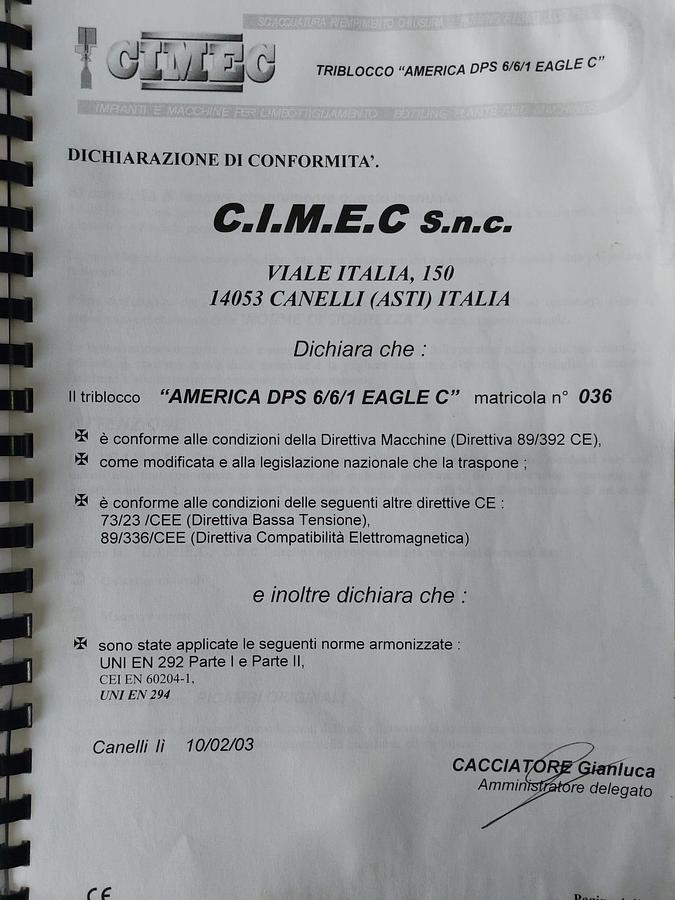 SCIACQUATURA RIEMPIMENTO CHIUSURA
CIMEC
TRIBLOCCO “AMERICA DPS 6/6/1 EAGLE C”
IMPIANTI E MACCHINE PER L'IMBOTTIGLIAMENTO BOTTLING PLANTS AND MACHINES
DICHIARAZIONE DI CONFORMITA’.
C.I.M.E.C S.n.c.
VIALE ITALIA, 150
14053 CANELLI (ASTI) ITALIA
Dichiara che :
Il triblocco “AMERICA DPS 6/6/1 EAGLE C” matricola n° 036
è conforme alle condizioni della Direttiva Macchine (Direttiva 89/392 CE),
come modificata e alla legislazione nazionale che la traspone ;
è conforme alle condizioni delle seguenti altre direttive CE :
73/23 /CEE (Direttiva Bassa Tensione),
89/336/CEE (Direttiva Compatibilità Elettromagnetica)
e inoltre dichiara che :
sono state applicate le seguenti norme armonizzate :
UNI EN 292 Parte I e Parte II,
CEI EN 60204-1,
UNI EN 294
RICAMBI ORIGINALI
Canelli lì 10/02/03
CACCIATORE Gianluca
Amministratore delegato
CE